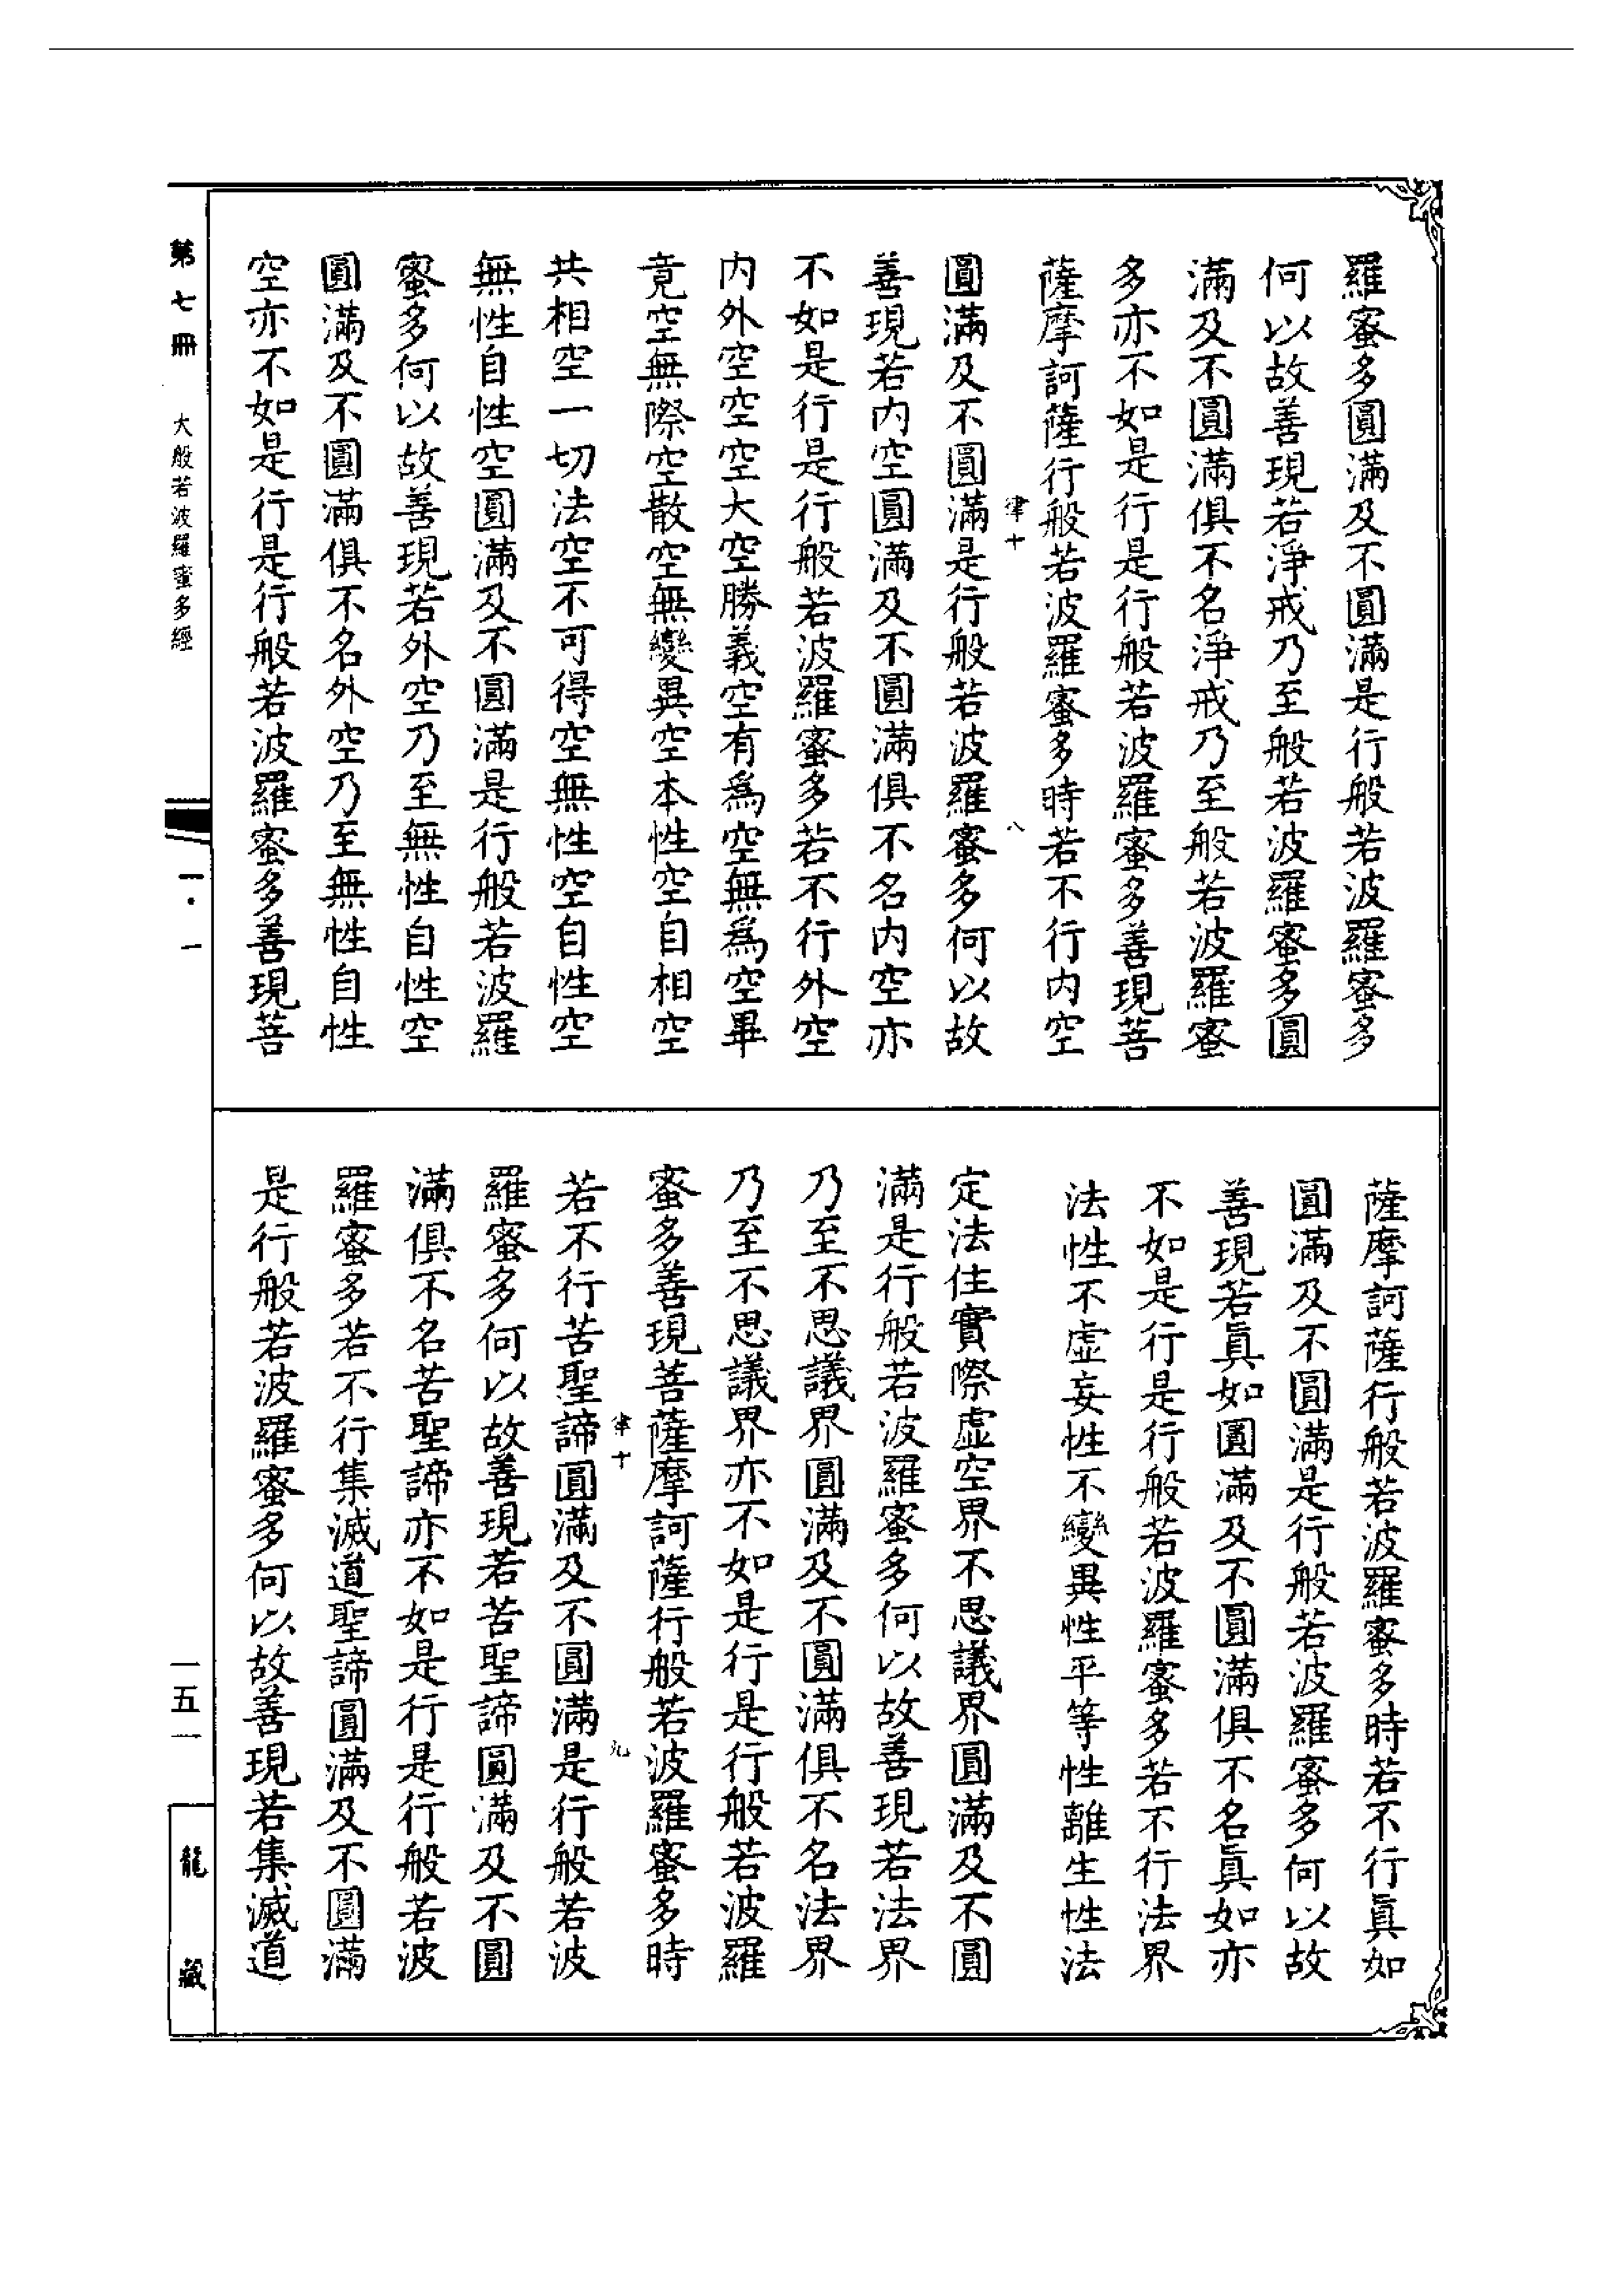 羅蜜多圓滿及不圓滿是行般若波羅蜜多
何以故善現若淨戒乃至般若波羅蜜多圓
滿及不圓滿俱不名淨戒乃至般若波羅蜜
多亦不如是行是行般若波羅蜜多善現菩
薩摩訶薩行般若波羅蜜多時若不行内空
律十 八
圓滿及不圓滿是行般若波羅蜜多何以故
善現若内空圓滿及不圓滿俱不名内空亦
不如是行是行般若波羅蜜多若不行外空
内外空空空大空勝義空有爲空無爲空畢
竟空無際空散空無變異空本性空自相空
共相空一切法空不可得空無性空自性空
無性自性空圓滿及不圓滿是行般若波羅
蜜多何以故善現若外空乃至無性自性空
圓滿及不圓滿俱不名外空乃至無性自性
空亦不如是行是行般若波羅蜜多善現菩
薩摩訶薩行般若波羅蜜多時若不行眞如
圓滿及不圓滿是行般若波羅蜜多何以故
善現若眞如圓滿及不圓滿俱不名眞如亦
不如是行是行般若波羅蜜多若不行法界
法性不虛妄性不變異性平等性離生性法
定法住實際虛空界不思議界圓滿及不圓
滿是行般若波羅蜜多何以故善現若法界
乃至不思議界圓滿及不圓滿俱不名法界
乃至不思議界亦不如是行是行般若波羅
蜜多善現菩薩摩訶薩行般若波羅蜜多時
律十 九
若不行苦聖諦圓滿及不圓滿是行般若波
羅蜜多何以故善現若苦聖諦圓滿及不圓
滿俱不名苦聖諦亦不如是行是行般若波
羅蜜多若不行集滅道聖諦圓滿及不圓滿
是行般若波羅蜜多何以故善現若集滅道
第七冊 大般若波羅蜜多經
一·一
一五一
龍藏